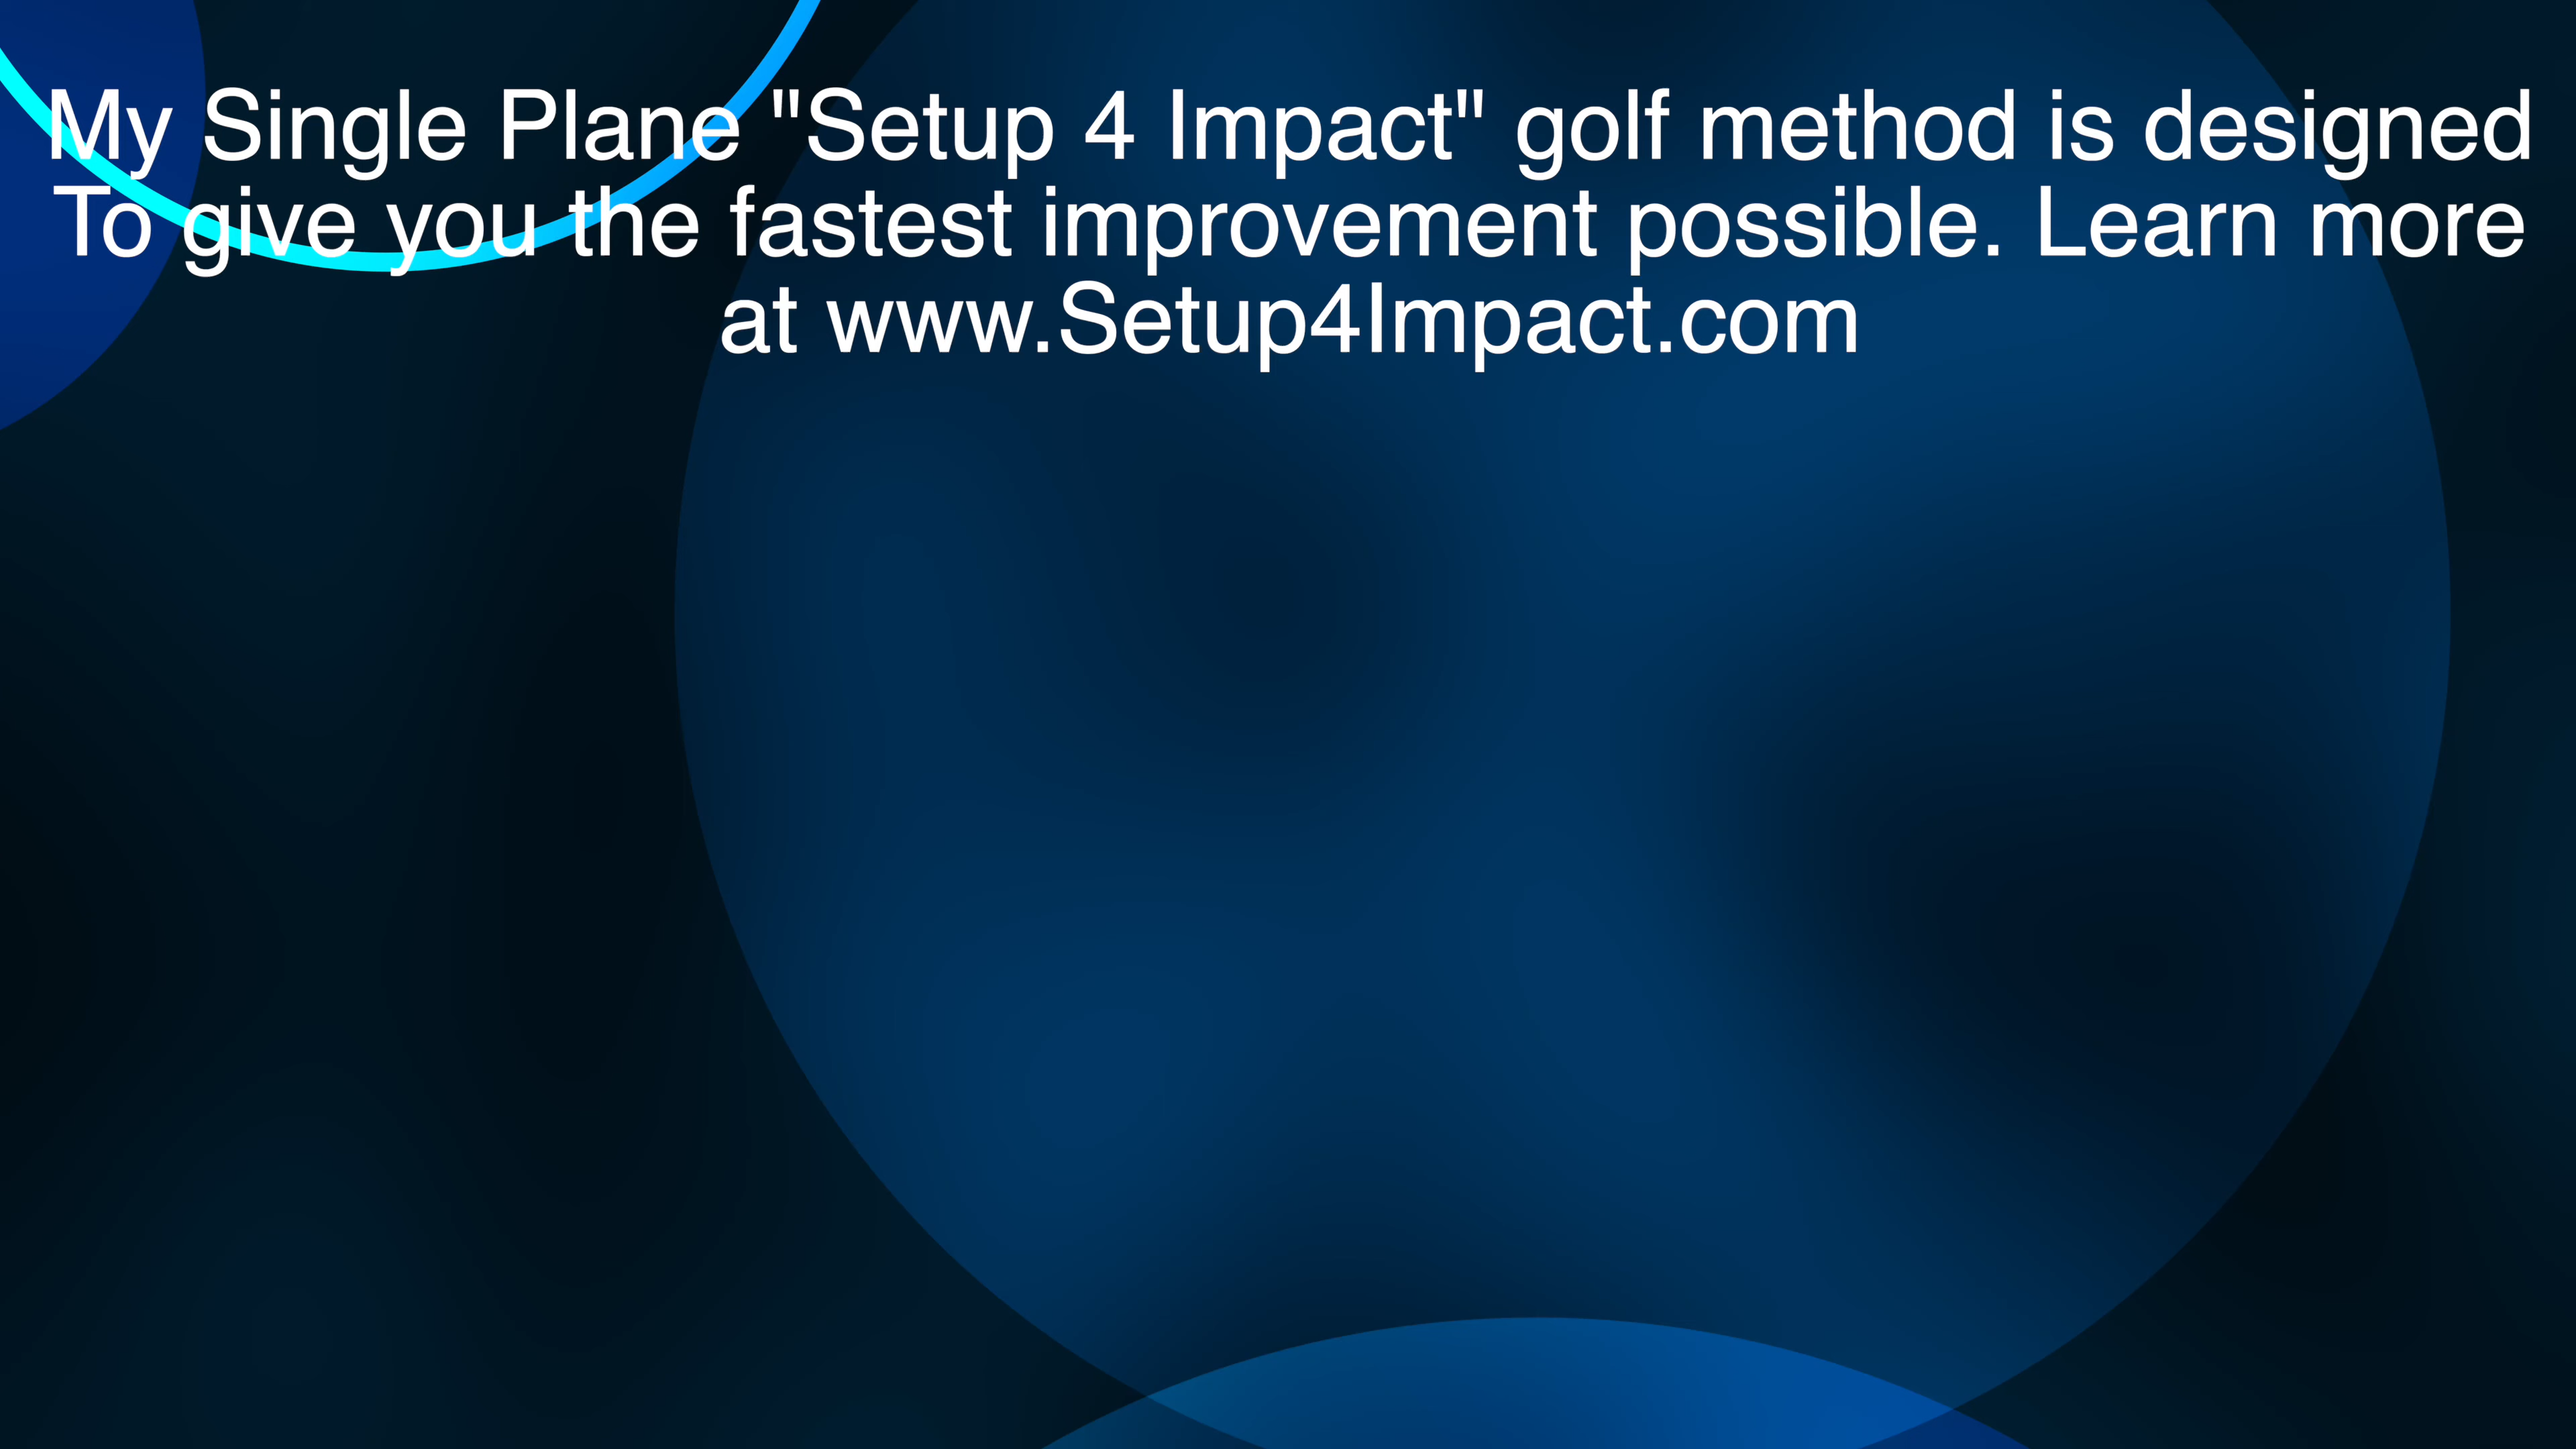 My Single Plane "Setup 4 Impact" golf method is designed
To give you the fastest improvement possible. Learn more
at www.Setup4Impact.com